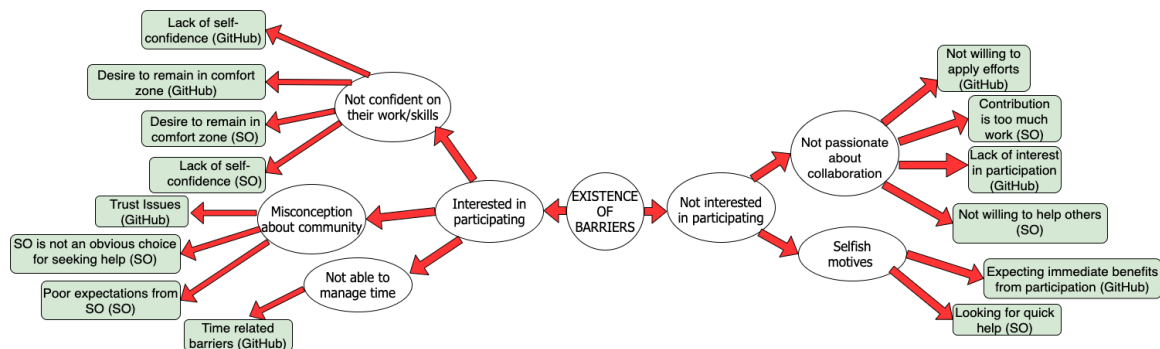 Lack of self-
confidence (GitHub)
Desire to remain in comfort
zone (GitHub)
Desire to remain in
comfort zone (SO)
Lack of self-
confidence (SO)
Not confident on
their work/skills
Trust Issues
(GitHub)
SO is not an obvious choice
for seeking help (SO)
Poor expectations from
SO (SO)
Misconception
about community
Time related
barriers (GitHub)
Not able to
manage time
Interested in
participating
EXISTENCE
OF
BARRIERS
Not interested
in participating
Not passionate
about
collaboration
Not willing to
apply efforts
(GitHub)
Contribution
is too much
work (SO)
Lack of interest
in participation
(GitHub)
Not willing to help others
(SO)
Selfish
motives
Expecting immediate benefits
from participation (GitHub)
Looking for quick
help (SO)